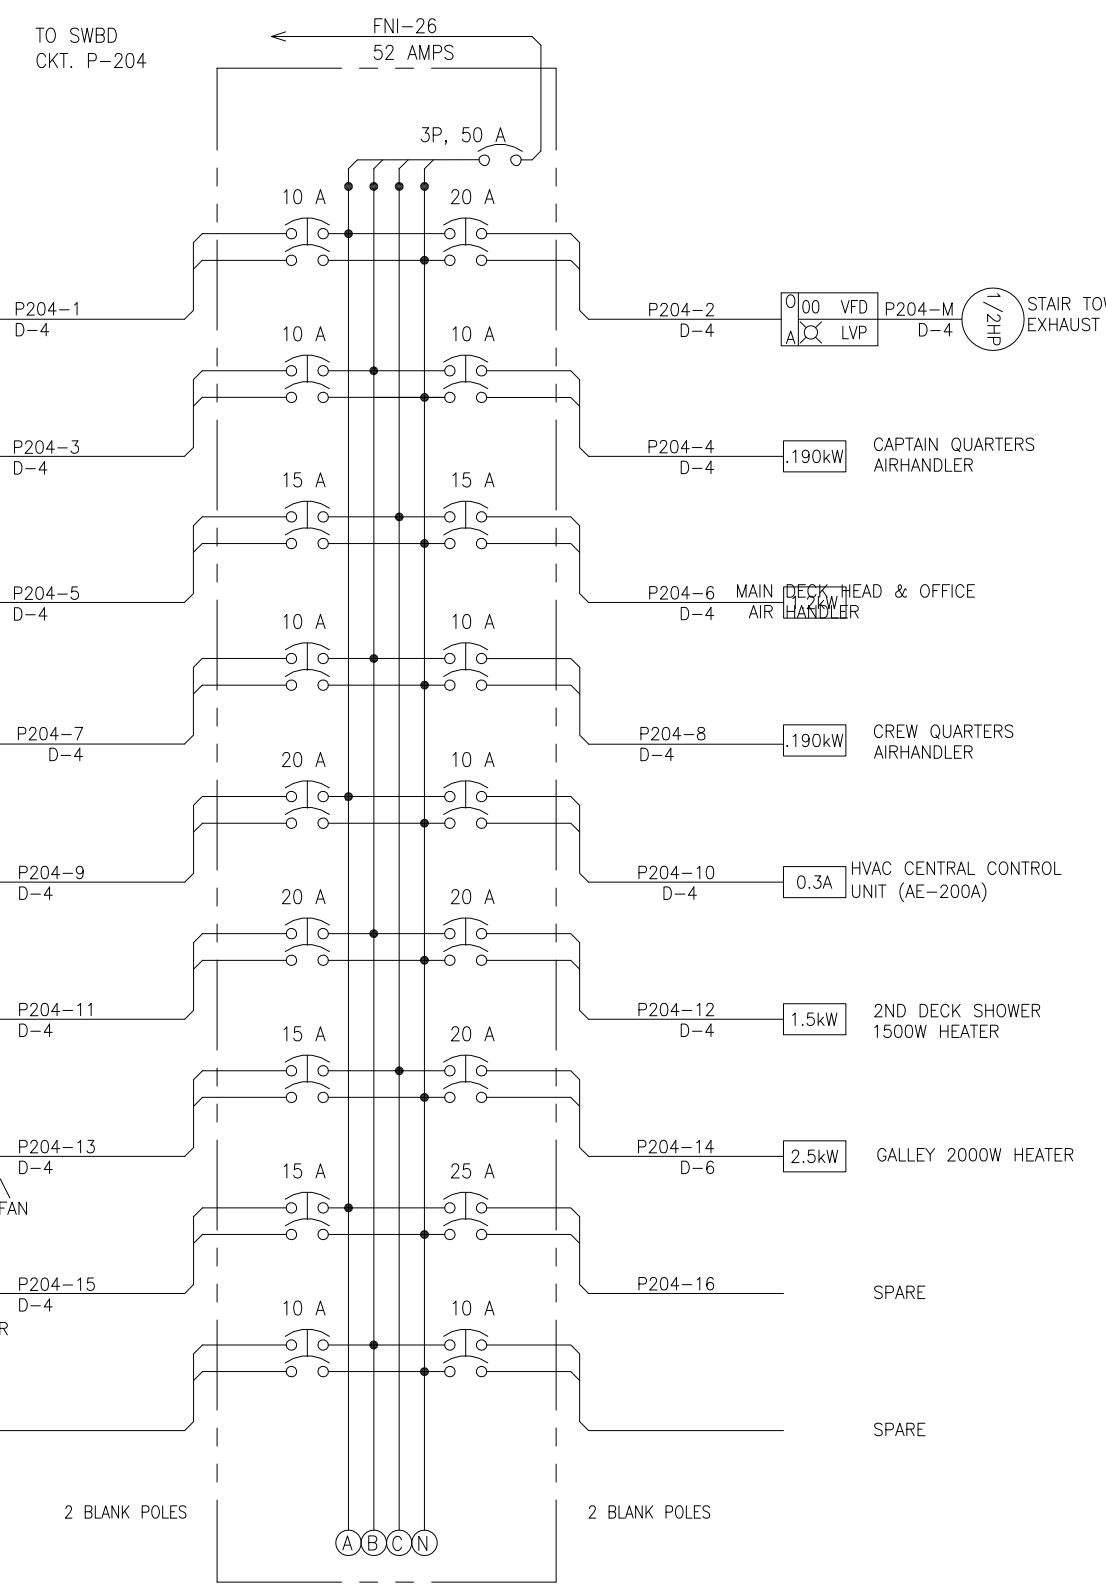 TO SWBD
CKT. P-204
FNI-26
52 AMPS
3P, 50 A
10 A
20 A
P204-1
D-4
P204-2
D-4
O
A
00 VFD
LVP
P204-M
D-4
1/2HP
STAIR TOW
EXHAUST
10 A
10 A
P204-3
D-4
P204-4
D-4
.190kW
CAPTAIN QUARTERS
AIRHANDLER
15 A
15 A
P204-5
D-4
P204-6
D-4
MAIN DECK HEAD & OFFICE
AIR HANDLER
1.2kW
10 A
10 A
P204-7
D-4
P204-8
D-4
.190kW
CREW QUARTERS
AIRHANDLER
20 A
10 A
P204-9
D-4
P204-10
D-4
0.3A
HVAC CENTRAL CONTROL
UNIT (AE-200A)
20 A
20 A
P204-11
D-4
P204-12
D-4
1.5kW
2ND DECK SHOWER
1500W HEATER
15 A
20 A
P204-13
D-4
FAN
P204-14
D-6
2.5kW
GALLEY 2000W HEATER
15 A
25 A
P204-15
D-4
R
P204-16
SPARE
10 A
10 A
SPARE
2 BLANK POLES
2 BLANK POLES
A
B
C
N